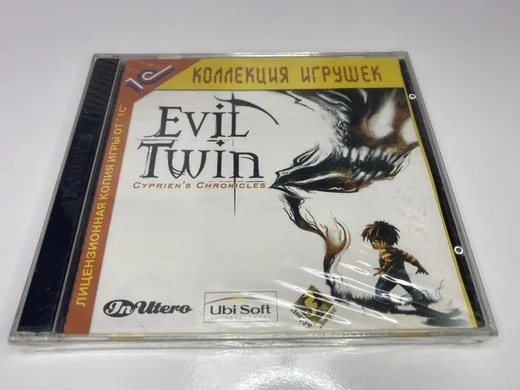 1С
КОЛЛЕКЦИЯ ИГРУШЕК
ЛИЦЕНЗИОННАЯ КОПИЯ ИГРЫ ОТ "1С"
EVIL
TWIN
CYPRIEN'S CHRONICLES
In Utero
Ubi Soft